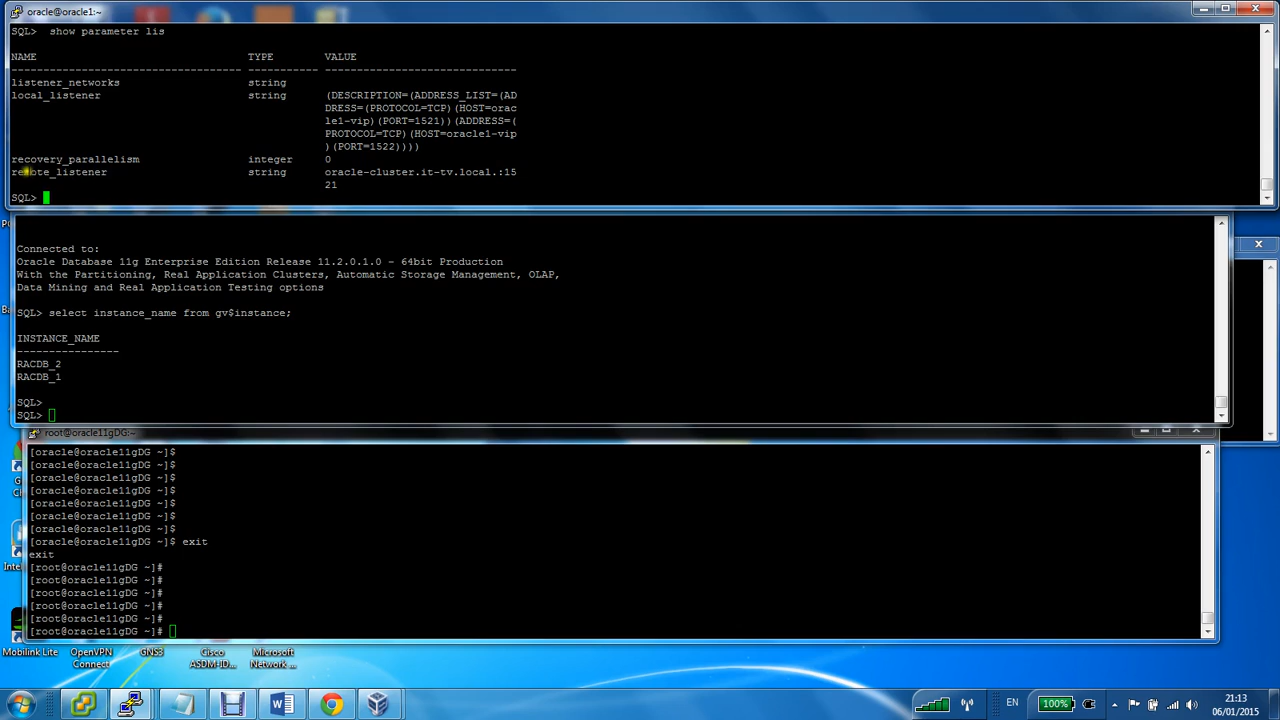 oracle@oracle1:~
SQL>  show parameter lis
NAME                                 TYPE        VALUE
------------------------------------ ----------- ------------------------------
listener_networks                    string
local_listener                       string      (DESCRIPTION=(ADDRESS_LIST=(AD
DRESS=(PROTOCOL=TCP)(HOST=orac
le1-vip)(PORT=1521))(ADDRESS=(
PROTOCOL=TCP)(HOST=oracle1-vip
)(PORT=1522))))
recovery_parallelism                 integer     0
remote_listener                      string      oracle-cluster.it-tv.local.:15
21
SQL>
Connected to:
Oracle Database 11g Enterprise Edition Release 11.2.0.1.0 - 64bit Production
With the Partitioning, Real Application Clusters, Automatic Storage Management, OLAP,
Data Mining and Real Application Testing options
SQL> select instance_name from gv$instance;
INSTANCE_NAME
----------------
RACDB_2
RACDB_1
SQL>
SQL>
root@oracle11gDG:~
[oracle@oracle11gDG ~]$
[oracle@oracle11gDG ~]$
[oracle@oracle11gDG ~]$
[oracle@oracle11gDG ~]$
[oracle@oracle11gDG ~]$
[oracle@oracle11gDG ~]$
[oracle@oracle11gDG ~]$
[oracle@oracle11gDG ~]$ exit
exit
[root@oracle11gDG ~]#
[root@oracle11gDG ~]#
[root@oracle11gDG ~]#
[root@oracle11gDG ~]#
[root@oracle11gDG ~]#
[root@oracle11gDG ~]#
Mobilink Lite
OpenVPN Connect
GNS3
Cisco ASDM-ID...
Microsoft Network ...
EN
100%
21:13
06/01/2015